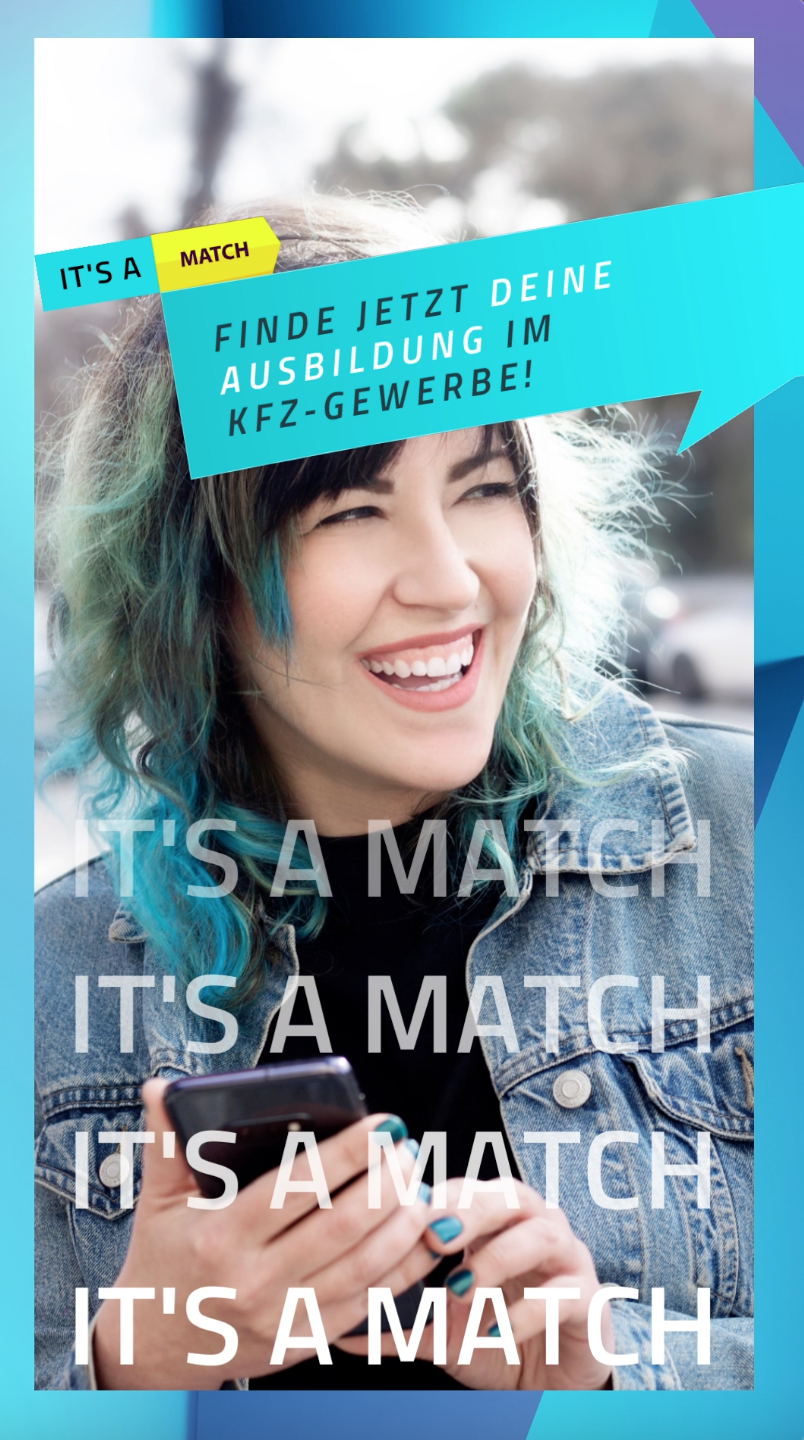 IT'S A MATCH
FINDE JETZT DEINE
AUSBILDUNG IM
KFZ-GEWERBE!
IT'S A MATCH
IT'S A MATCH
IT'S A MATCH
IT'S A MATCH